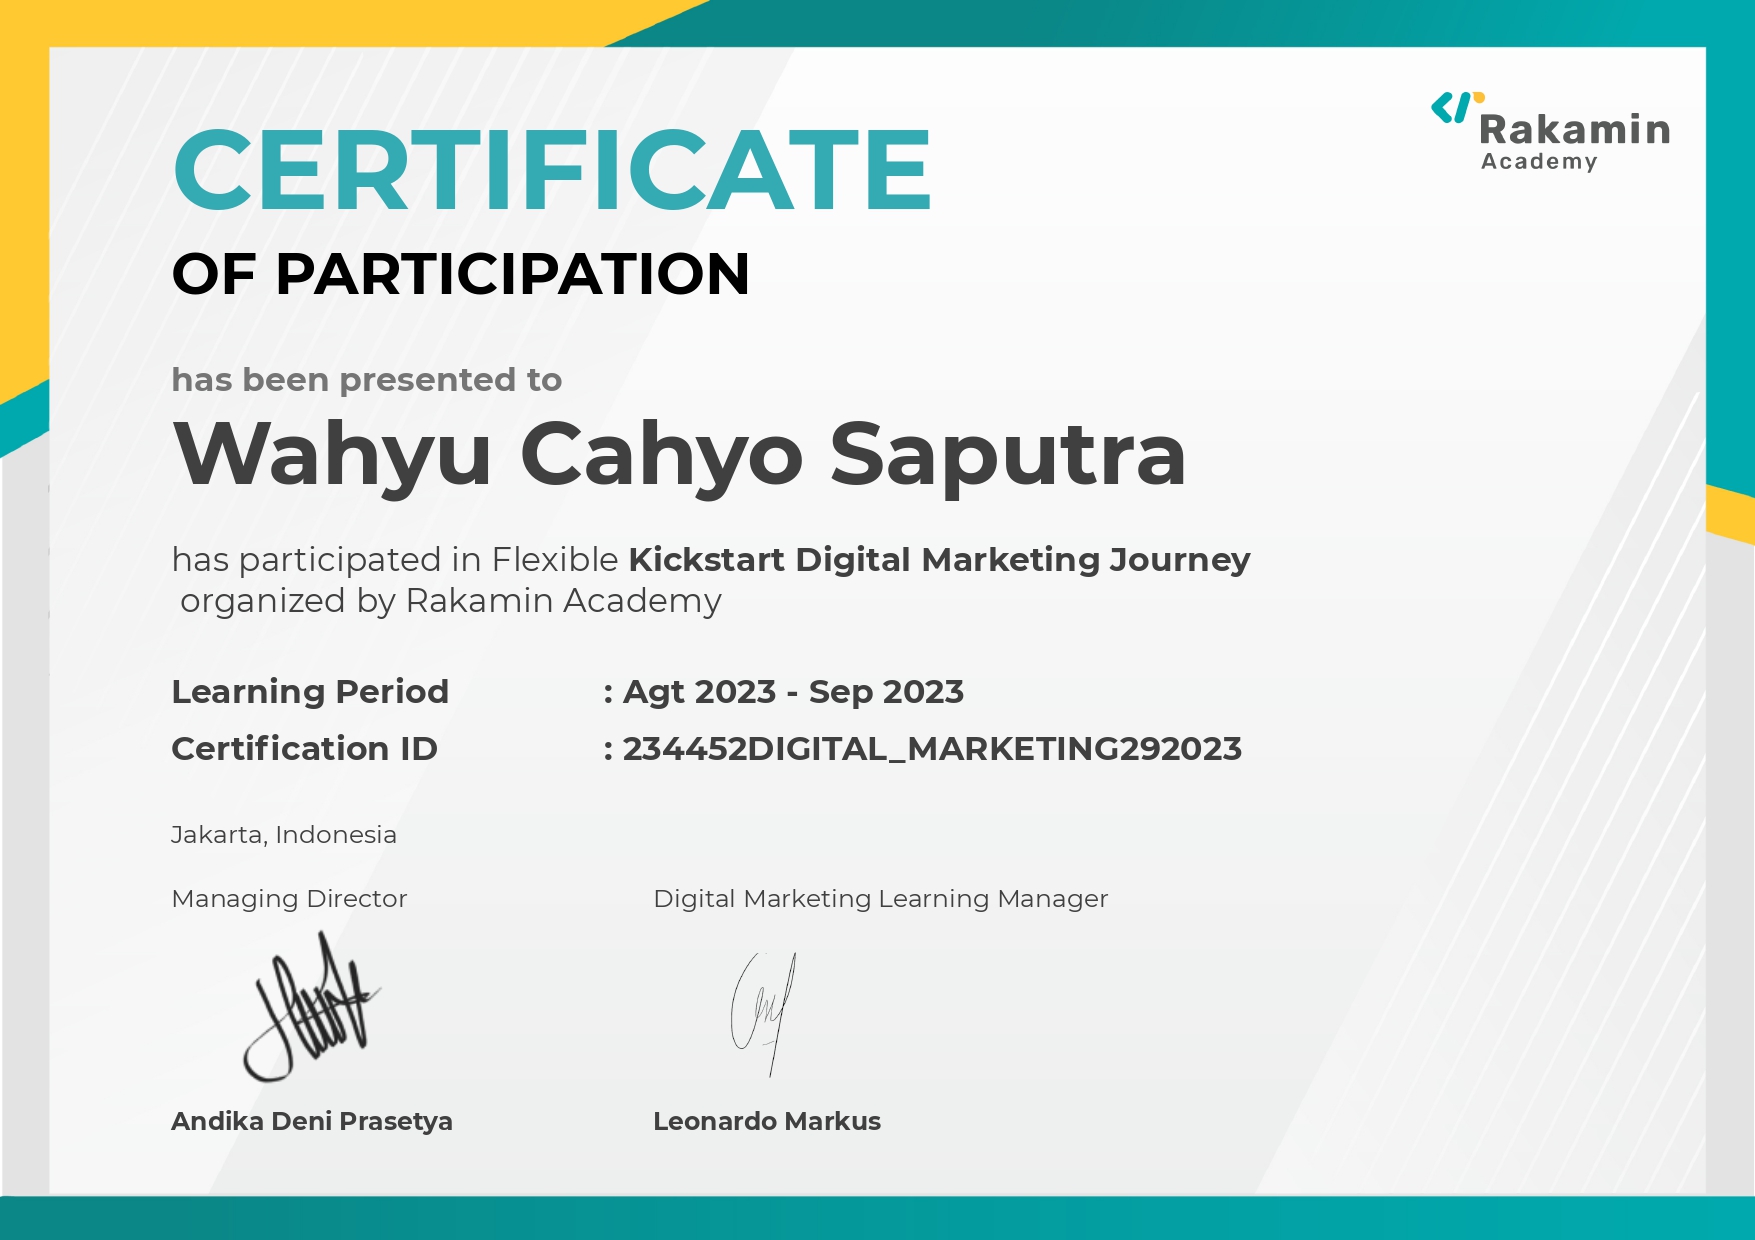 Rakamin
Academy
CERTIFICATE
OF PARTICIPATION
has been presented to
Wahyu Cahyo Saputra
has participated in Flexible Kickstart Digital Marketing Journey
organized by Rakamin Academy
Learning Period : Agt 2023 - Sep 2023
Certification ID : 234452DIGITAL_MARKETING292023
Jakarta, Indonesia
Managing Director Digital Marketing Learning Manager
Andika Deni Prasetya Leonardo Markus